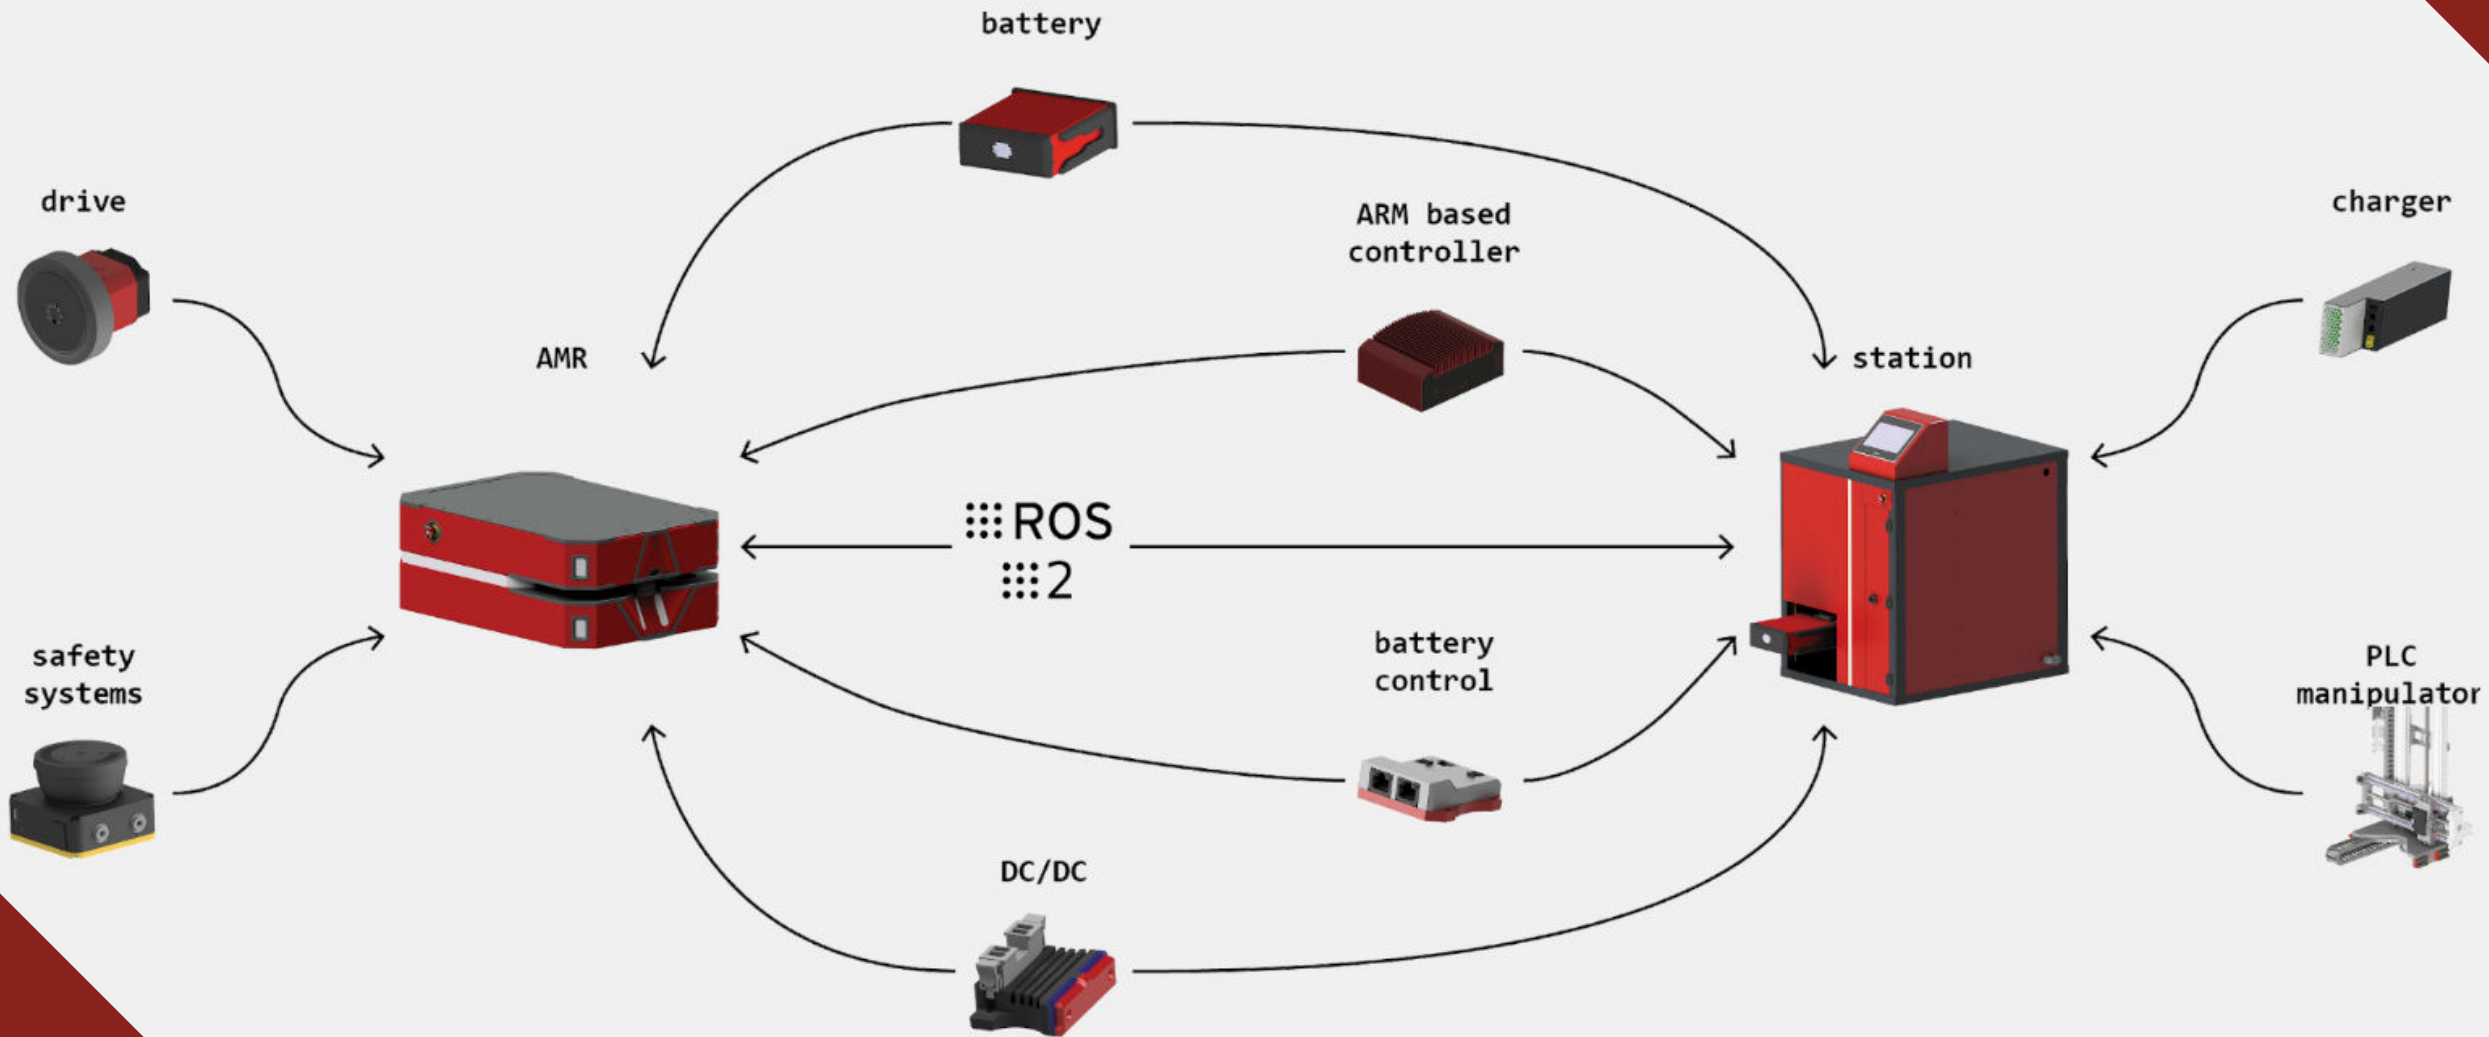 battery
drive
ARM based
controller
charger
AMR
station
ROS
2
battery
control
safety
systems
PLC
manipulator
DC/DC